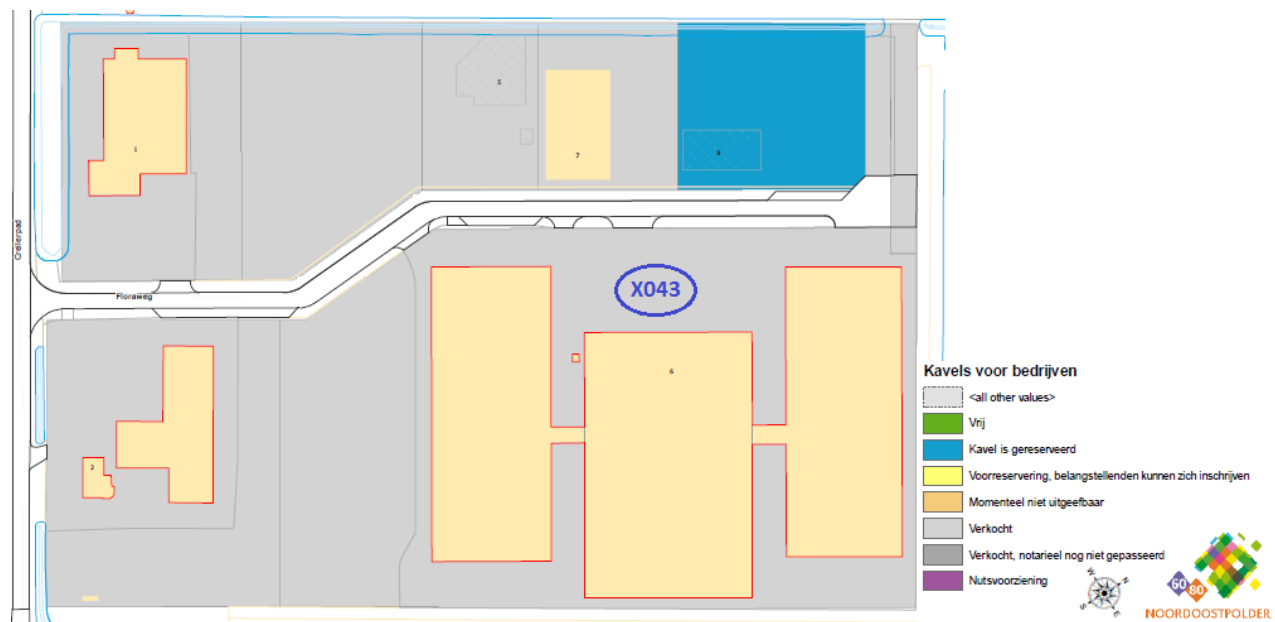 5
1
7
9
Creilerpad
Floraweg
X043
6
2
Kavels voor bedrijven
<all other values>
Vrij
Kavel is gereserveerd
Voorreservering, belangstellenden kunnen zich inschrijven
Momenteel niet uitgeefbaar
Verkocht
Verkocht, notarieel nog niet gepasseerd
Nutsvoorziening
W
N
S
E
60
80
NOORDOOSTPOLDER